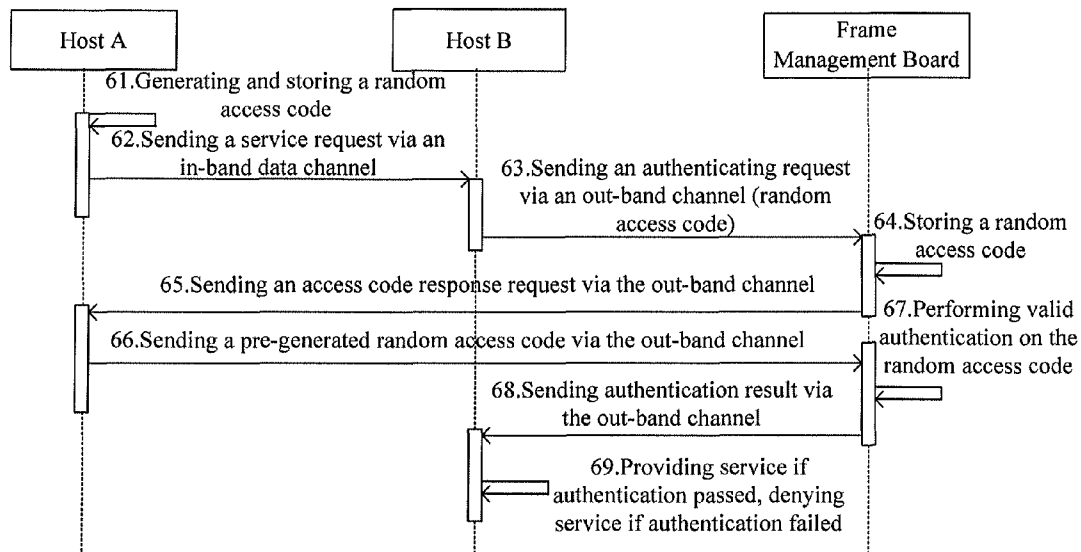 Host A
Host B
Frame
Management Board
61.Generating and storing a random
access code
62.Sending a service request via an
in-band data channel
63.Sending an authenticating request
via an out-band channel (random
access code)
64.Storing a random
access code
65.Sending an access code response request via the out-band channel
66.Sending a pre-generated random access code via the out-band channel
67.Performing valid
authentication on the
random access code
68.Sending authentication result via
the out-band channel
69.Providing service if
authentication passed, denying
service if authentication failed